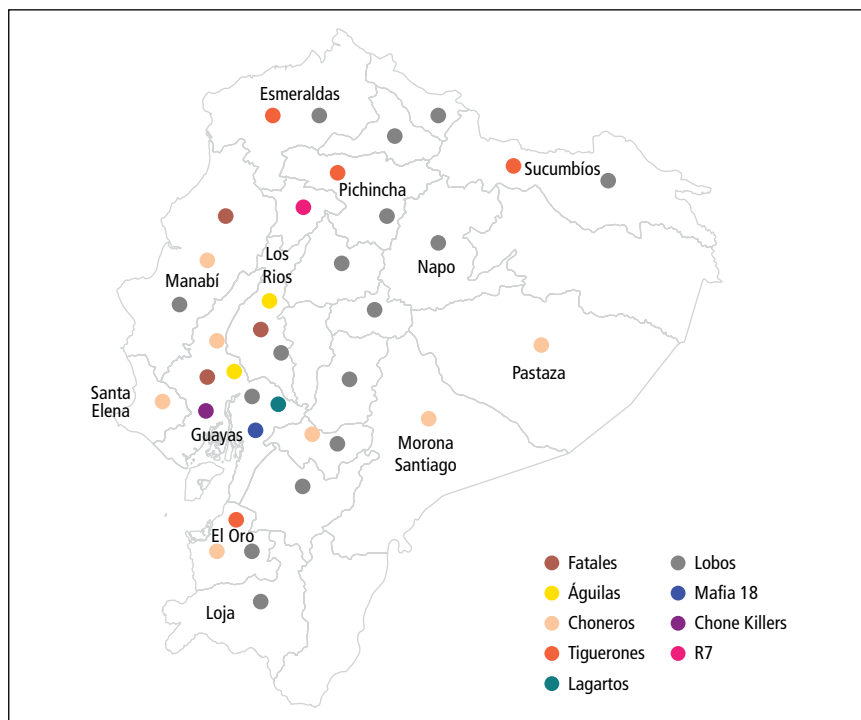 Esmeraldas
Sucumbíos
Pichincha
Los
Rios
Napo
Manabí
Pastaza
Santa
Elena
Guayas
Morona
Santiago
El Oro
Loja
Fatales
Águilas
Choneros
Tiguerones
Lagartos
Lobos
Mafia 18
Chone Killers
R7